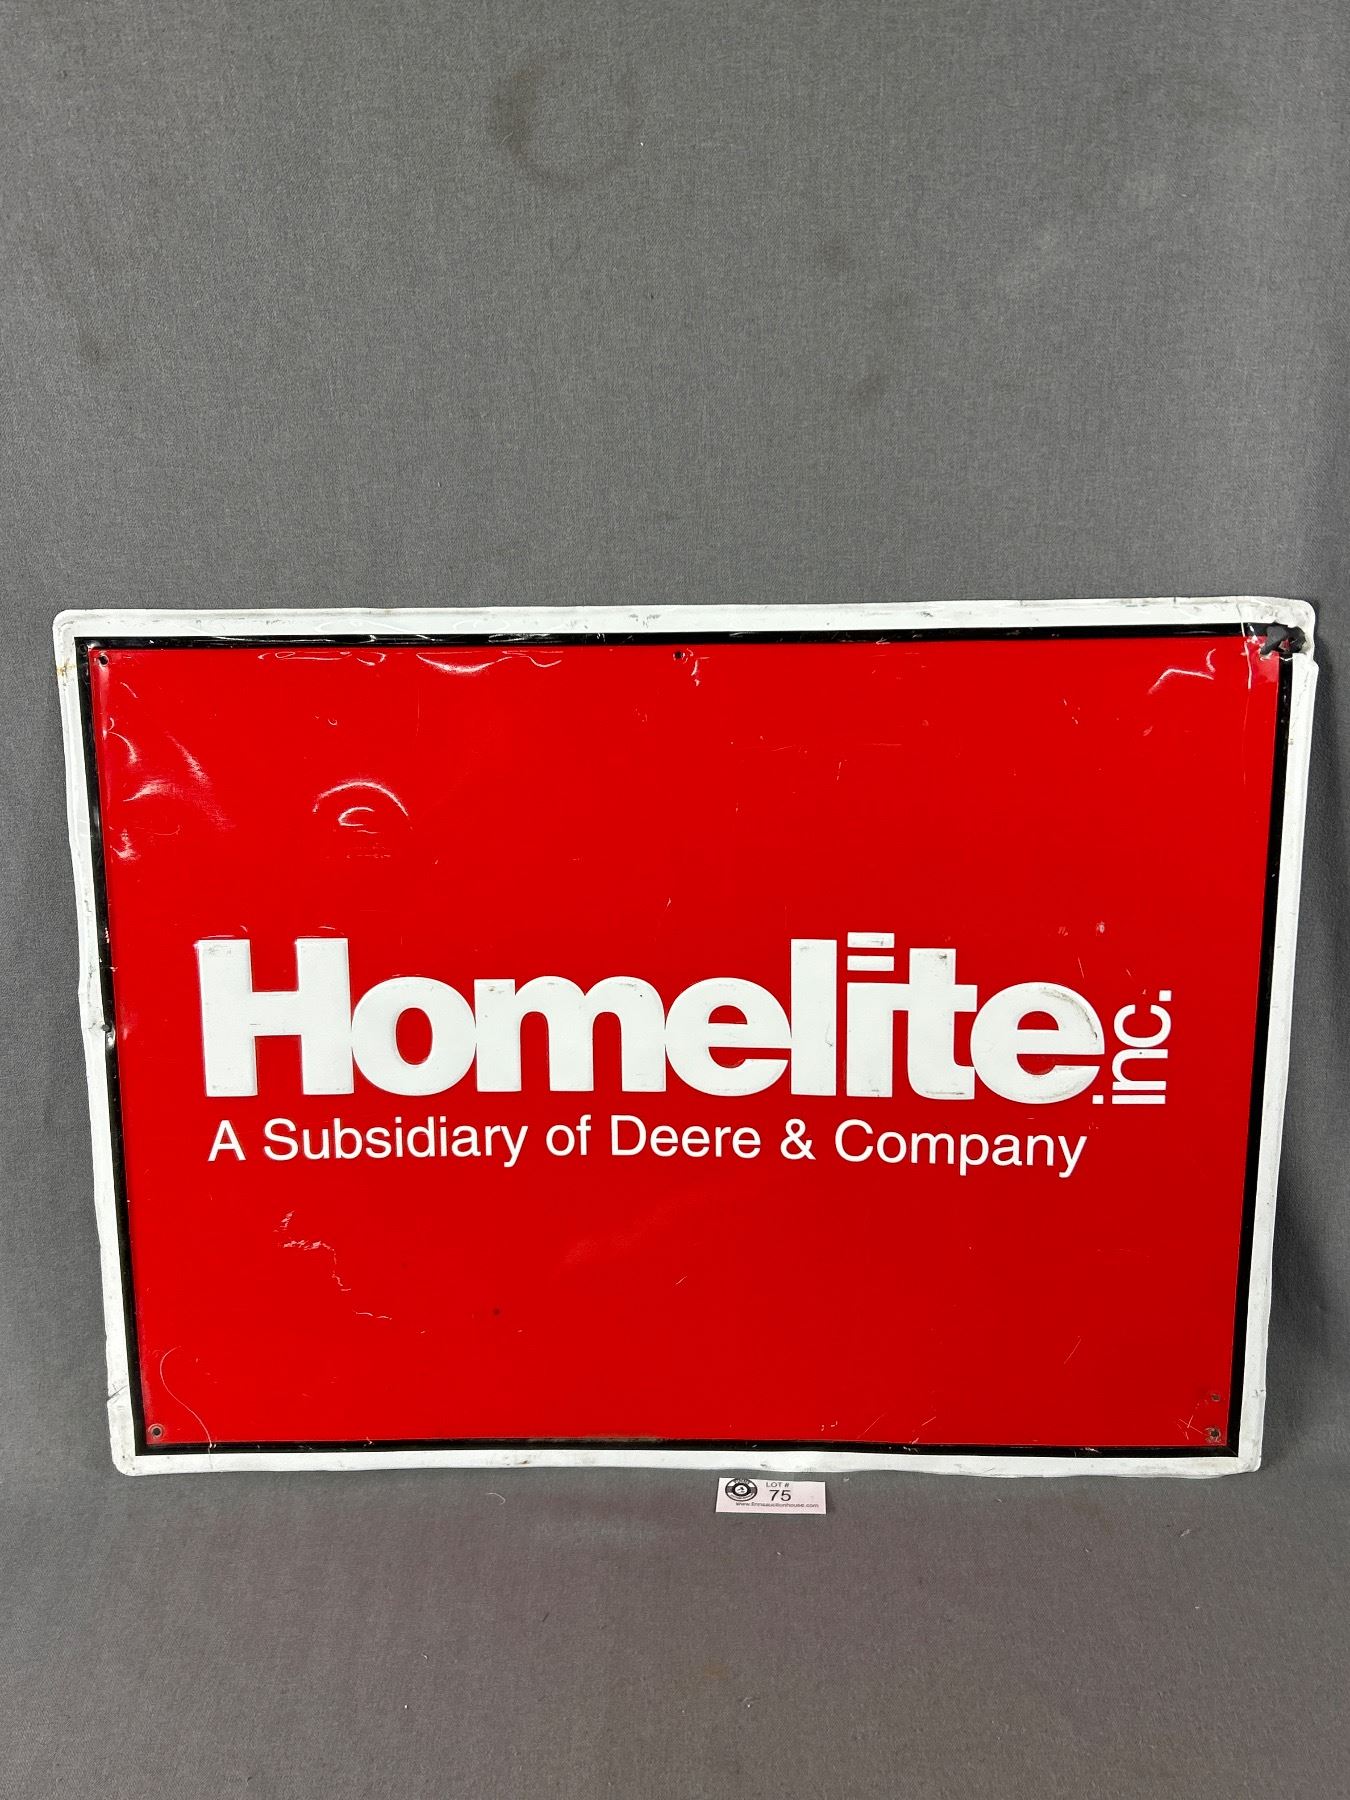 Homelite inc.
A Subsidiary of Deere & Company
LOT #
75